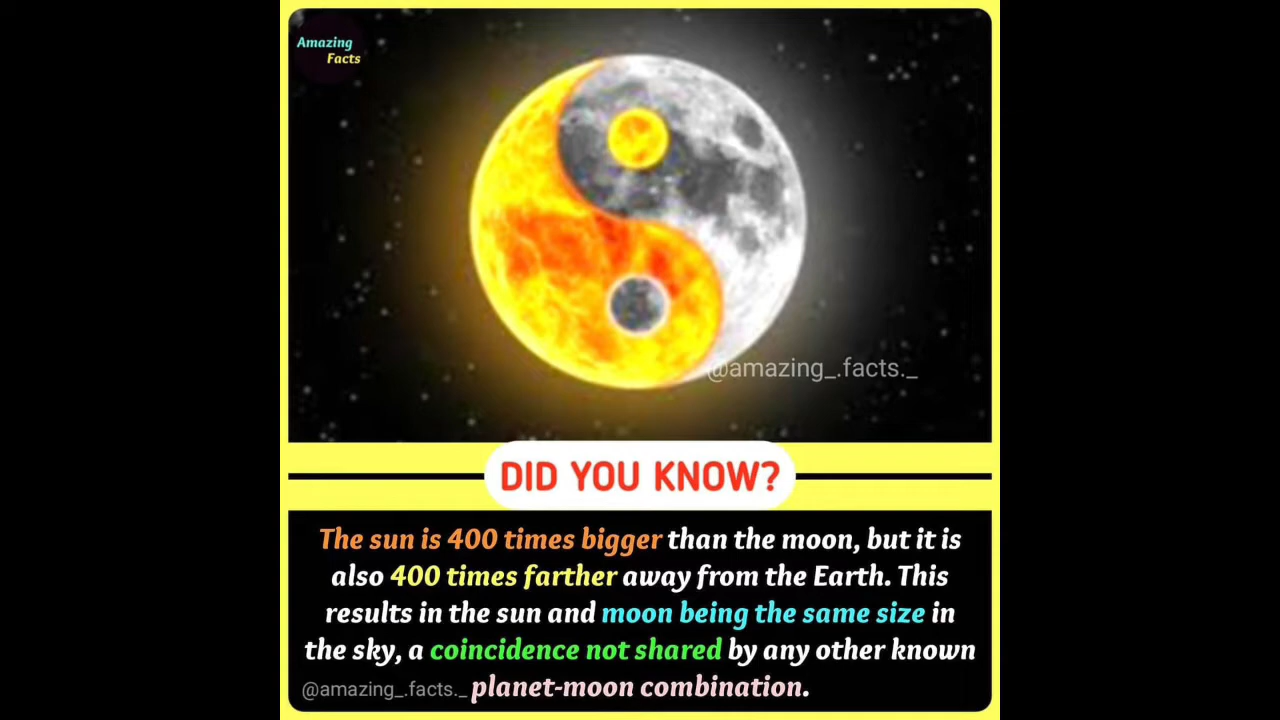 Amazing
Facts
@amazing_.facts._
DID YOU KNOW?
The sun is 400 times bigger than the moon, but it is
also 400 times farther away from the Earth. This
results in the sun and moon being the same size in
the sky, a coincidence not shared by any other known
@amazing_.facts._ planet-moon combination.